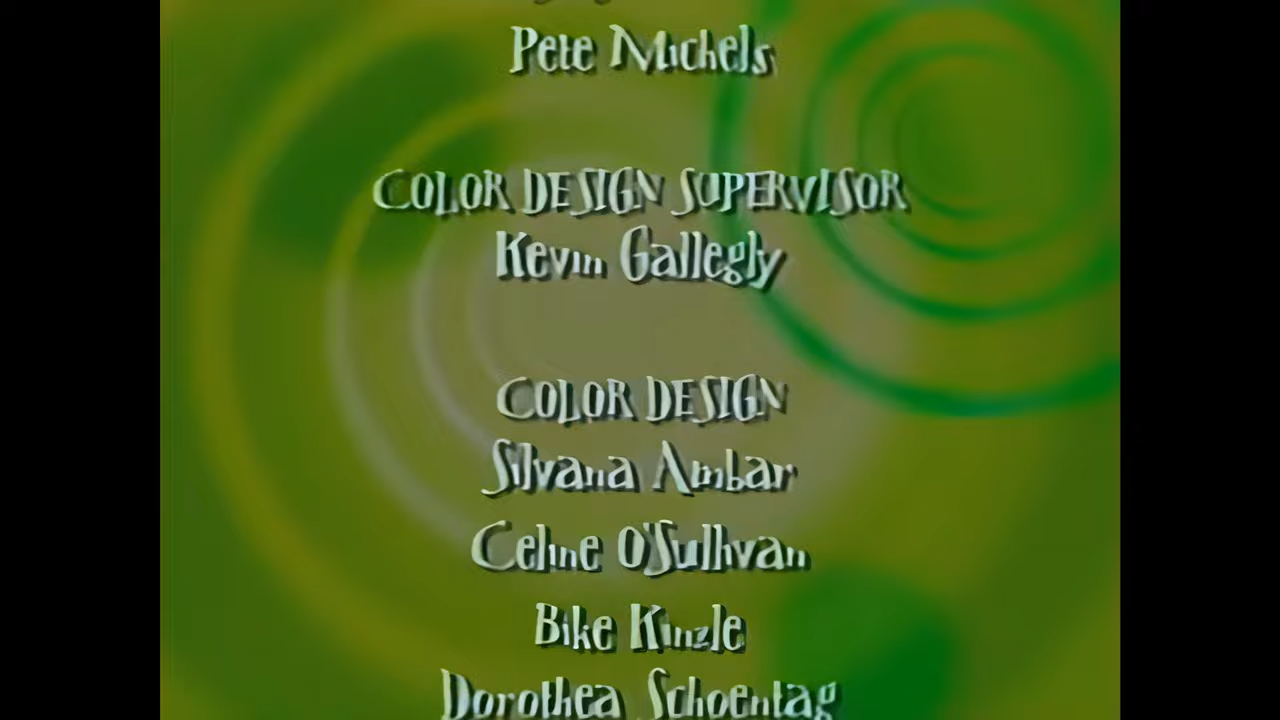 Pete Michels
COLOR DESIGN SUPERVISOR
Kevin Gallegly
COLOR DESIGN
Silvana Ambar
Celine O'Sullivan
Bike Kinzle
Dorothea Schoentag